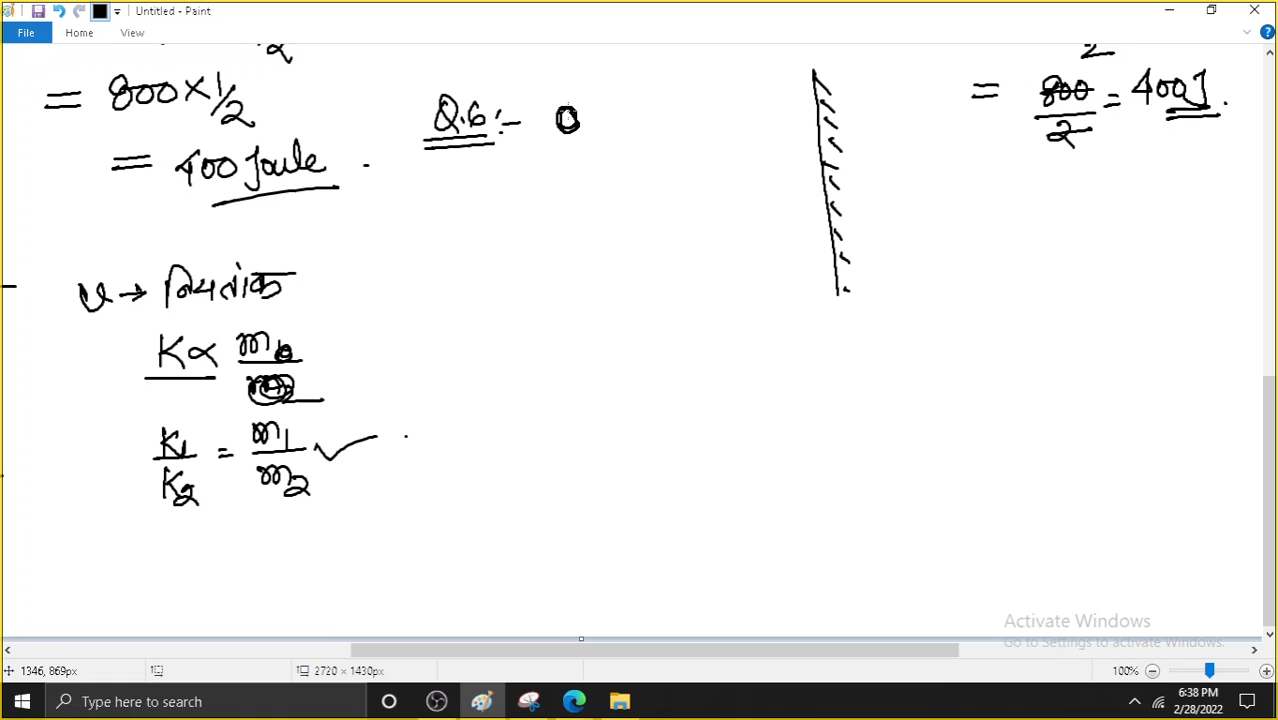 Untitled - Paint
File Home View
2
= 800 × 1/2
= 400 Joule .
Q.6 :-
2
= 800/2 = 400J .
→
K ∝
K1/K2 = m1/m2
Activate Windows
Go to Settings to activate Windows.
1346, 869px
2720 × 1430px
100%
Type here to search
6:38 PM
2/28/2022